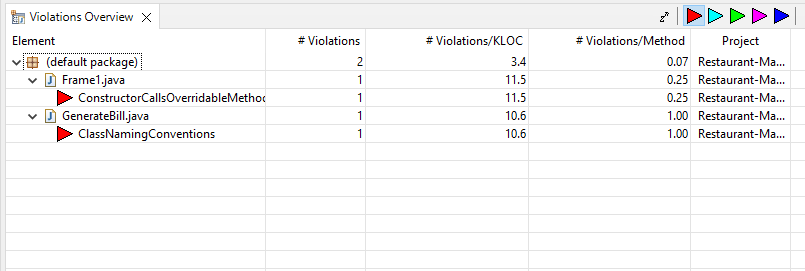 Violations Overview
Element # Violations # Violations/KLOC # Violations/Method Project
(default package) 2 3.4 0.07 Restaurant-Ma...
Frame1.java 1 11.5 0.25 Restaurant-Ma...
ConstructorCallsOverridableMethod 1 11.5 0.25 Restaurant-Ma...
GenerateBill.java 1 10.6 1.00 Restaurant-Ma...
ClassNamingConventions 1 10.6 1.00 Restaurant-Ma...